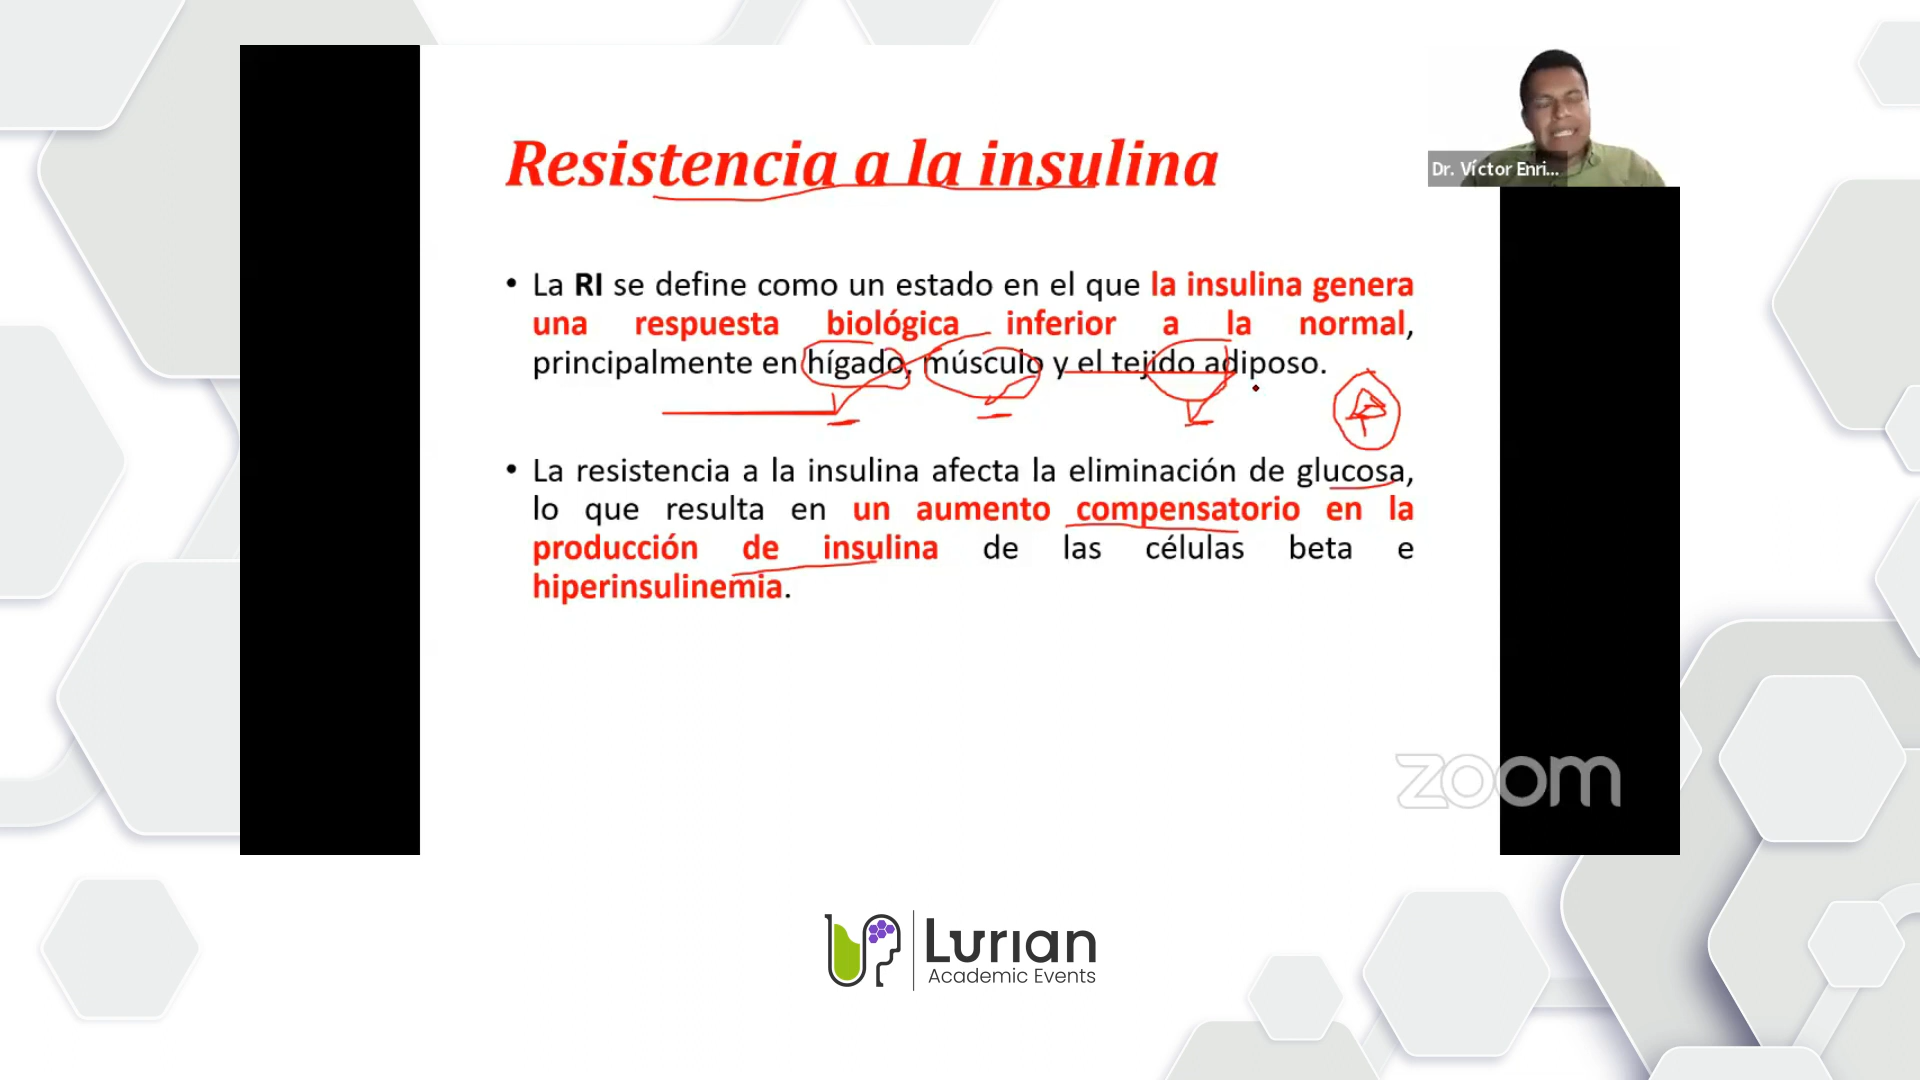 Resistencia a la insulina
Dr. Víctor Enri...
• La RI se define como un estado en el que la insulina genera
una respuesta biológica inferior a la normal,
principalmente en hígado, músculo y el tejido adiposo.
• La resistencia a la insulina afecta la eliminación de glucosa,
lo que resulta en un aumento compensatorio en la
producción de insulina de las células beta e
hiperinsulinemia.
zoom
Lurian
Academic Events